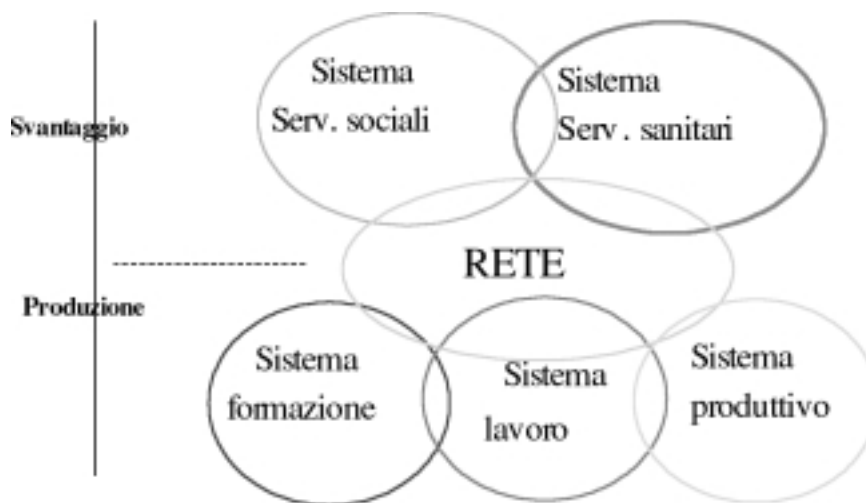 Sistema
Serv. sociali
Sistema
Serv. sanitari
Svantaggio
RETE
Produzione
Sistema
formazione
Sistema
lavoro
Sistema
produttivo